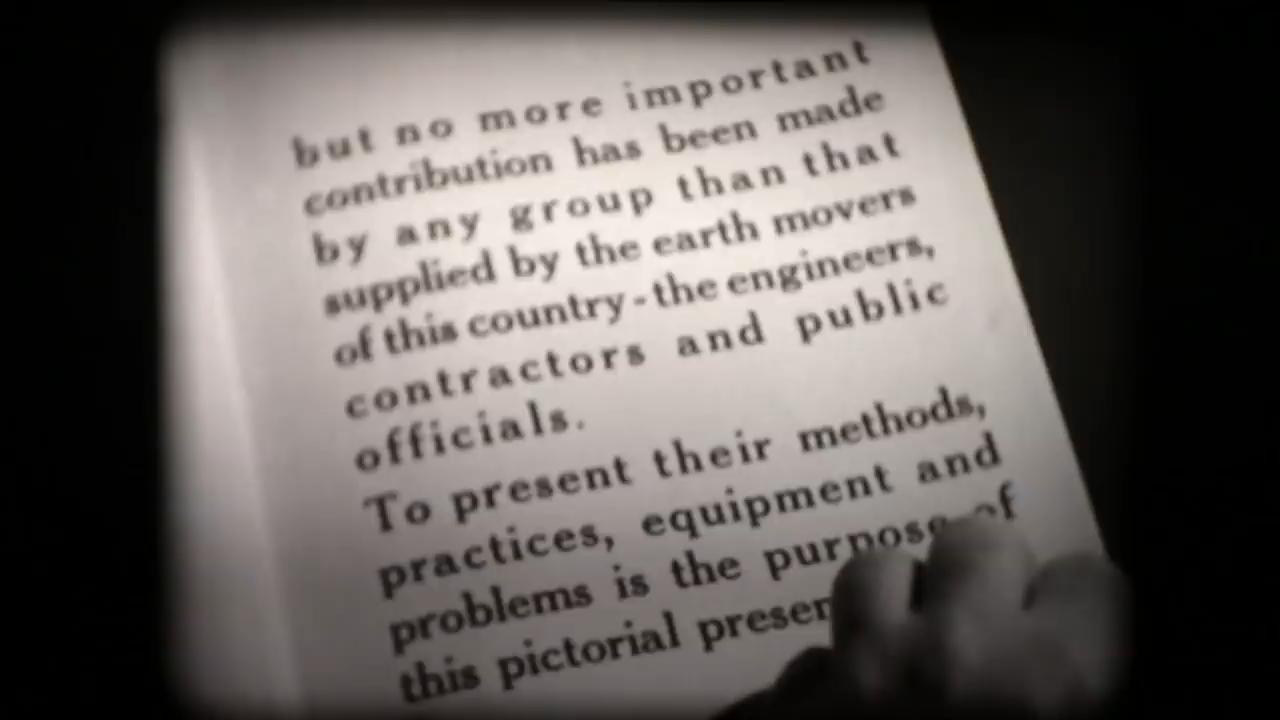 but no more important
contribution has been made
by any group than that
supplied by the earth movers
of this country-the engineers,
contractors and public
officials.
To present their methods,
practices, equipment and
problems is the purpose of
this pictorial